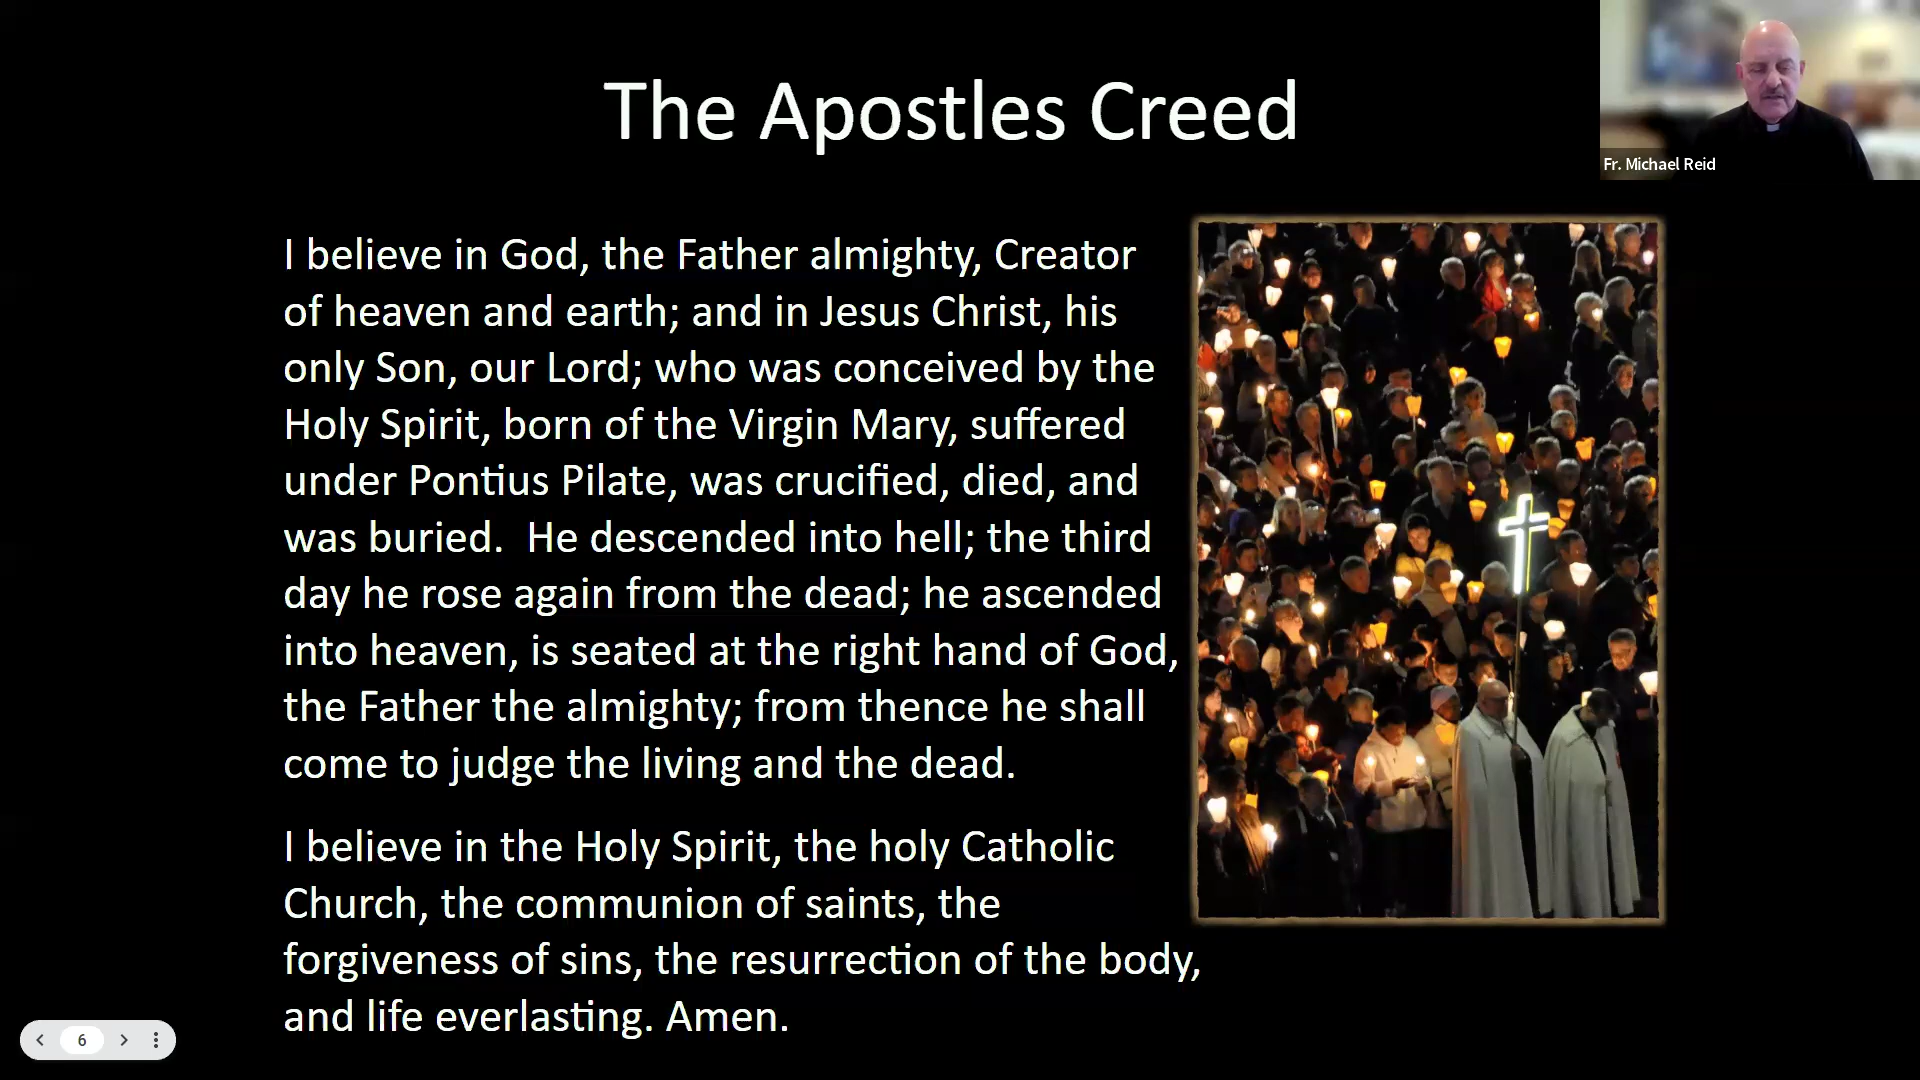 The Apostles Creed
Fr. Michael Reid
I believe in God, the Father almighty, Creator
of heaven and earth; and in Jesus Christ, his
only Son, our Lord; who was conceived by the
Holy Spirit, born of the Virgin Mary, suffered
under Pontius Pilate, was crucified, died, and
was buried.  He descended into hell; the third
day he rose again from the dead; he ascended
into heaven, is seated at the right hand of God,
the Father the almighty; from thence he shall
come to judge the living and the dead.
I believe in the Holy Spirit, the holy Catholic
Church, the communion of saints, the
forgiveness of sins, the resurrection of the body,
and life everlasting. Amen.
6